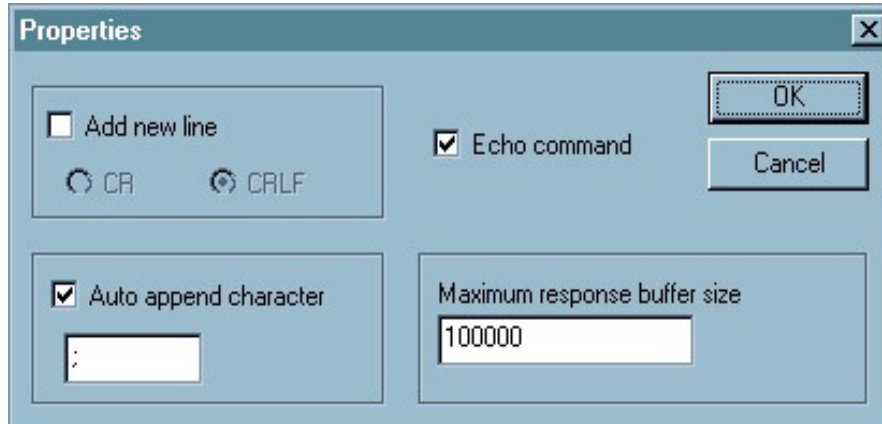 Properties
Add new line
CR
CRLF
Echo command
OK
Cancel
Auto append character
;
Maximum response buffer size
100000